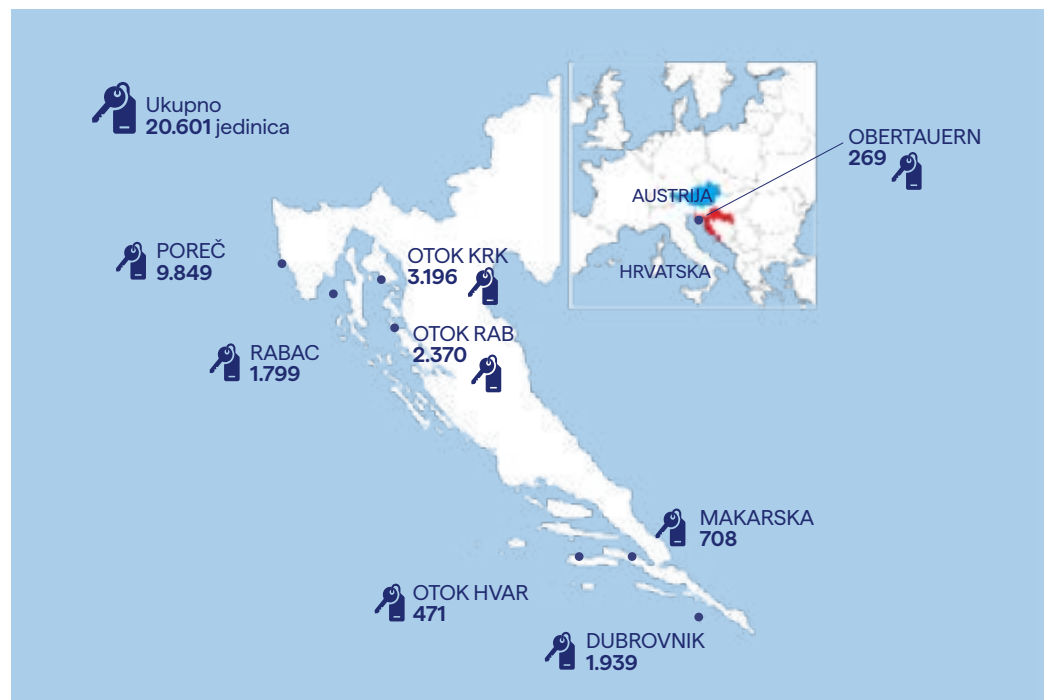 Ukupno
20.601 jedinica
OBERTAUERN
269
AUSTRIJA
HRVATSKA
POREČ
9.849
OTOK KRK
3.196
OTOK RAB
2.370
RABAC
1.799
MAKARSKA
708
OTOK HVAR
471
DUBROVNIK
1.939